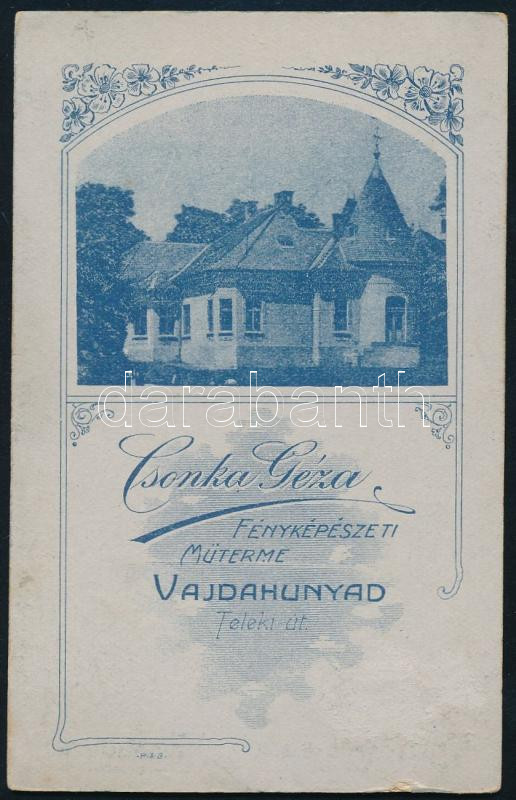 darabanth
Csonka Géza
FÉNYKÉPÉSZETI
MŰTERME
VAJDAHUNYAD
Teleki-út.